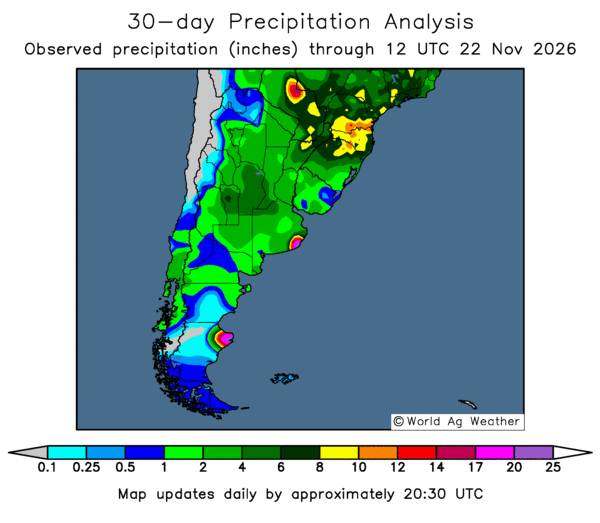 30-day Precipitation Analysis
Observed precipitation (inches) through 12 UTC 22 Nov 2026
© World Ag Weather
0.1 0.25 0.5 1 2 4 6 8 10 12 14 17 20 25
Map updates daily by approximately 20:30 UTC